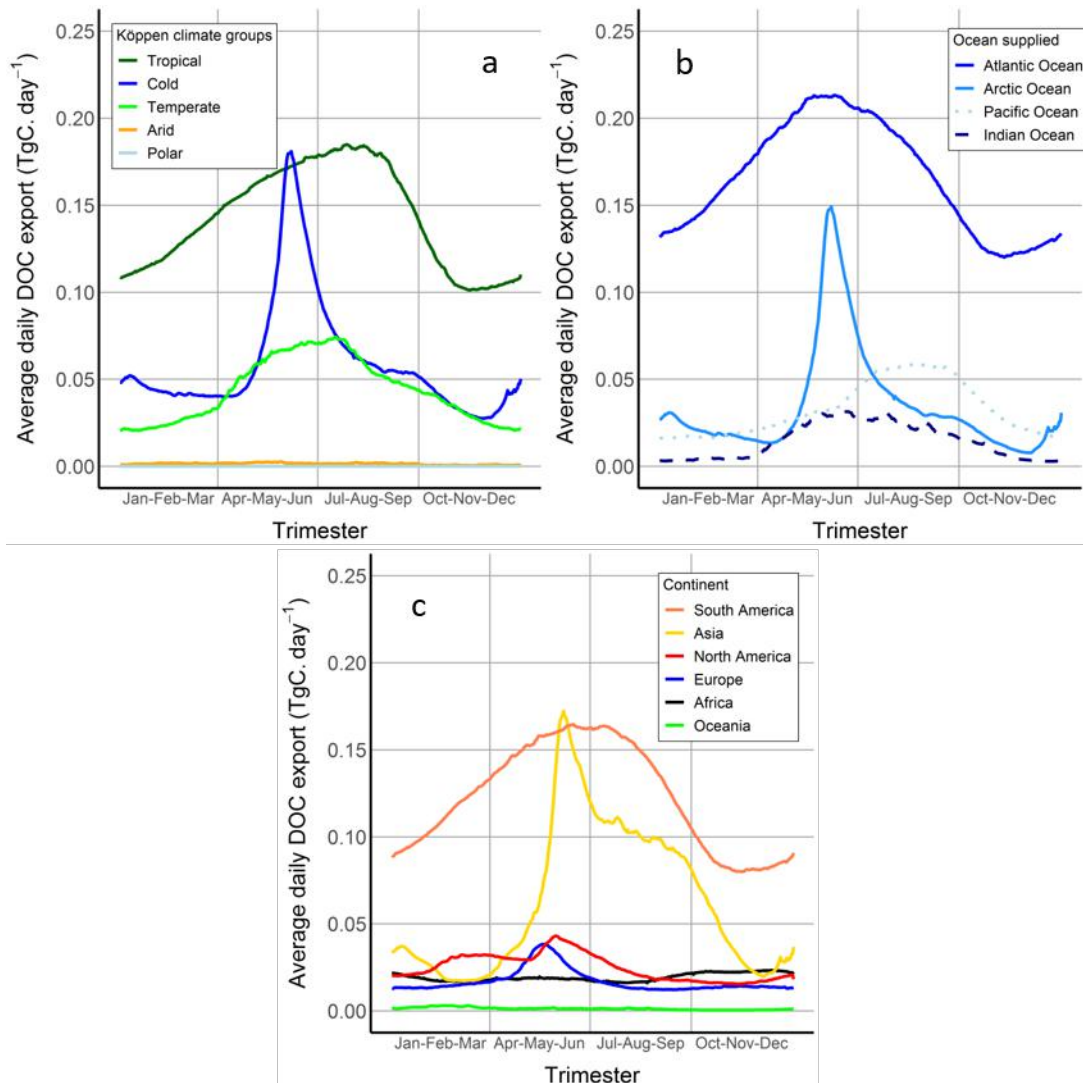 Average daily DOC export (TgC. day⁻¹)
0.25
0.20
0.15
0.10
0.05
0.00
Köppen climate groups
Tropical
Cold
Temperate
Arid
Polar
a
Jan-Feb-Mar Apr-May-Jun Jul-Aug-Sep Oct-Nov-Dec
Trimester
Average daily DOC export (TgC. day⁻¹)
0.25
0.20
0.15
0.10
0.05
0.00
b
Ocean supplied
Atlantic Ocean
Arctic Ocean
Pacific Ocean
Indian Ocean
Jan-Feb-Mar Apr-May-Jun Jul-Aug-Sep Oct-Nov-Dec
Trimester
Average daily DOC export (TgC. day⁻¹)
0.25
0.20
0.15
0.10
0.05
0.00
c
Continent
South America
Asia
North America
Europe
Africa
Oceania
Jan-Feb-Mar Apr-May-Jun Jul-Aug-Sep Oct-Nov-Dec
Trimester